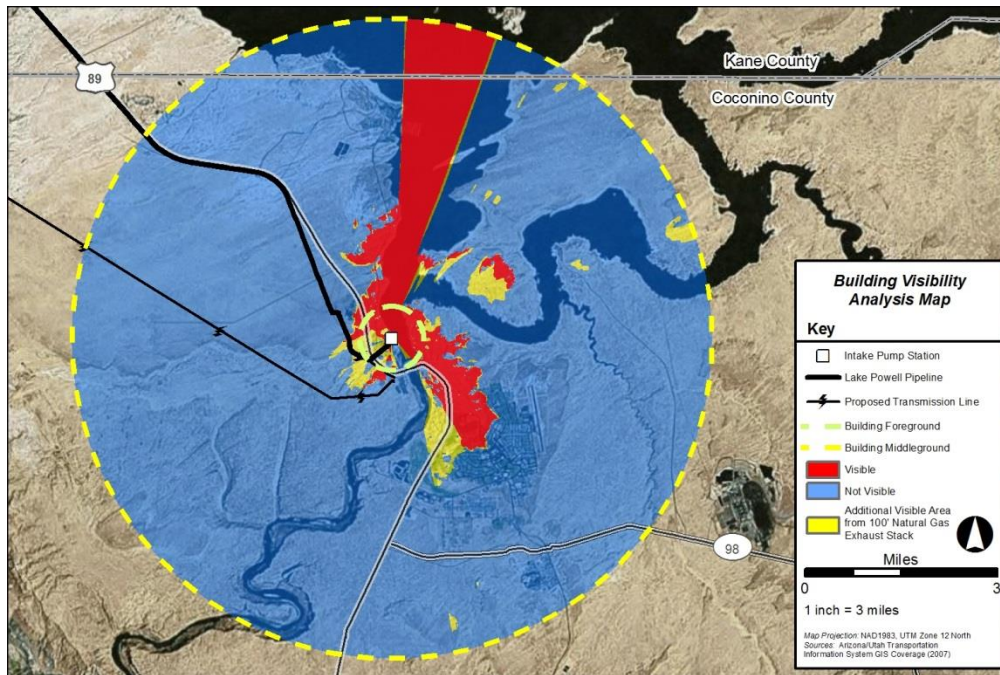 Kane County
89
Coconino County
98
Building Visibility
Analysis Map
Key
Intake Pump Station
Lake Powell Pipeline
Proposed Transmission Line
Building Foreground
Building Middleground
Visible
Not Visible
Additional Visible Area
from 100' Natural Gas
Exhaust Stack
Miles
0 3
1 inch = 3 miles
Map Projection: NAD1983, UTM Zone 12 North
Sources: Arizona/Utah Transportation
Information System GIS Coverage (2007)